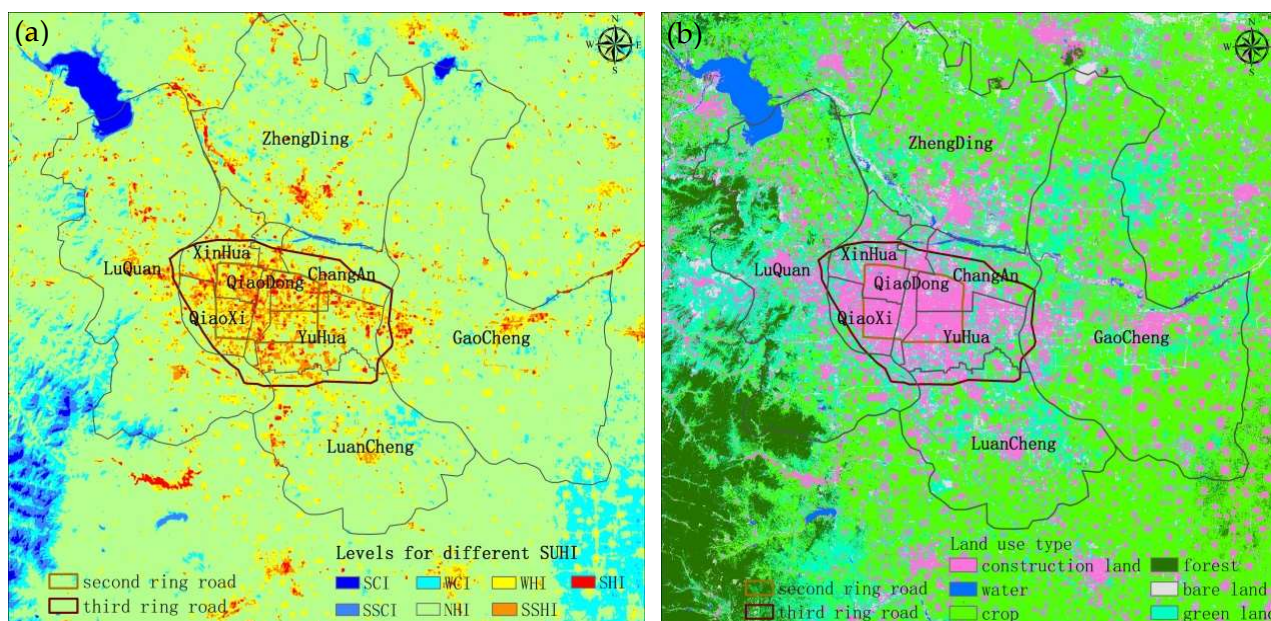 (a)
N
W E
S
ZhengDing
XinHua
LuQuan
QiaoDong
ChangAn
QiaoXi
YuHua
GaoCheng
LuanCheng
Levels for different SUHI
second ring road
SCI
WCI
WHI
SHI
third ring road
SSCI
NHI
SSHI
(b)
N
W E
S
ZhengDing
XinHua
LuQuan
QiaoDong
ChangAn
QiaoXi
YuHua
GaoCheng
LuanCheng
Land use type
construction land
forest
second ring road
water
bare land
third ring road
crop
green land